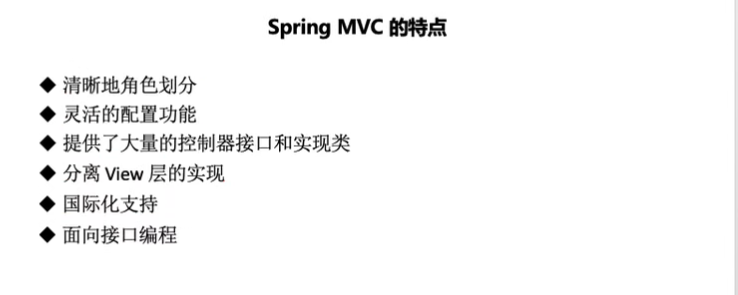 Spring MVC 的特点
◆ 清晰地角色划分
◆ 灵活的配置功能
◆ 提供了大量的控制器接口和实现类
◆ 分离 View 层的实现
◆ 国际化支持
◆ 面向接口编程